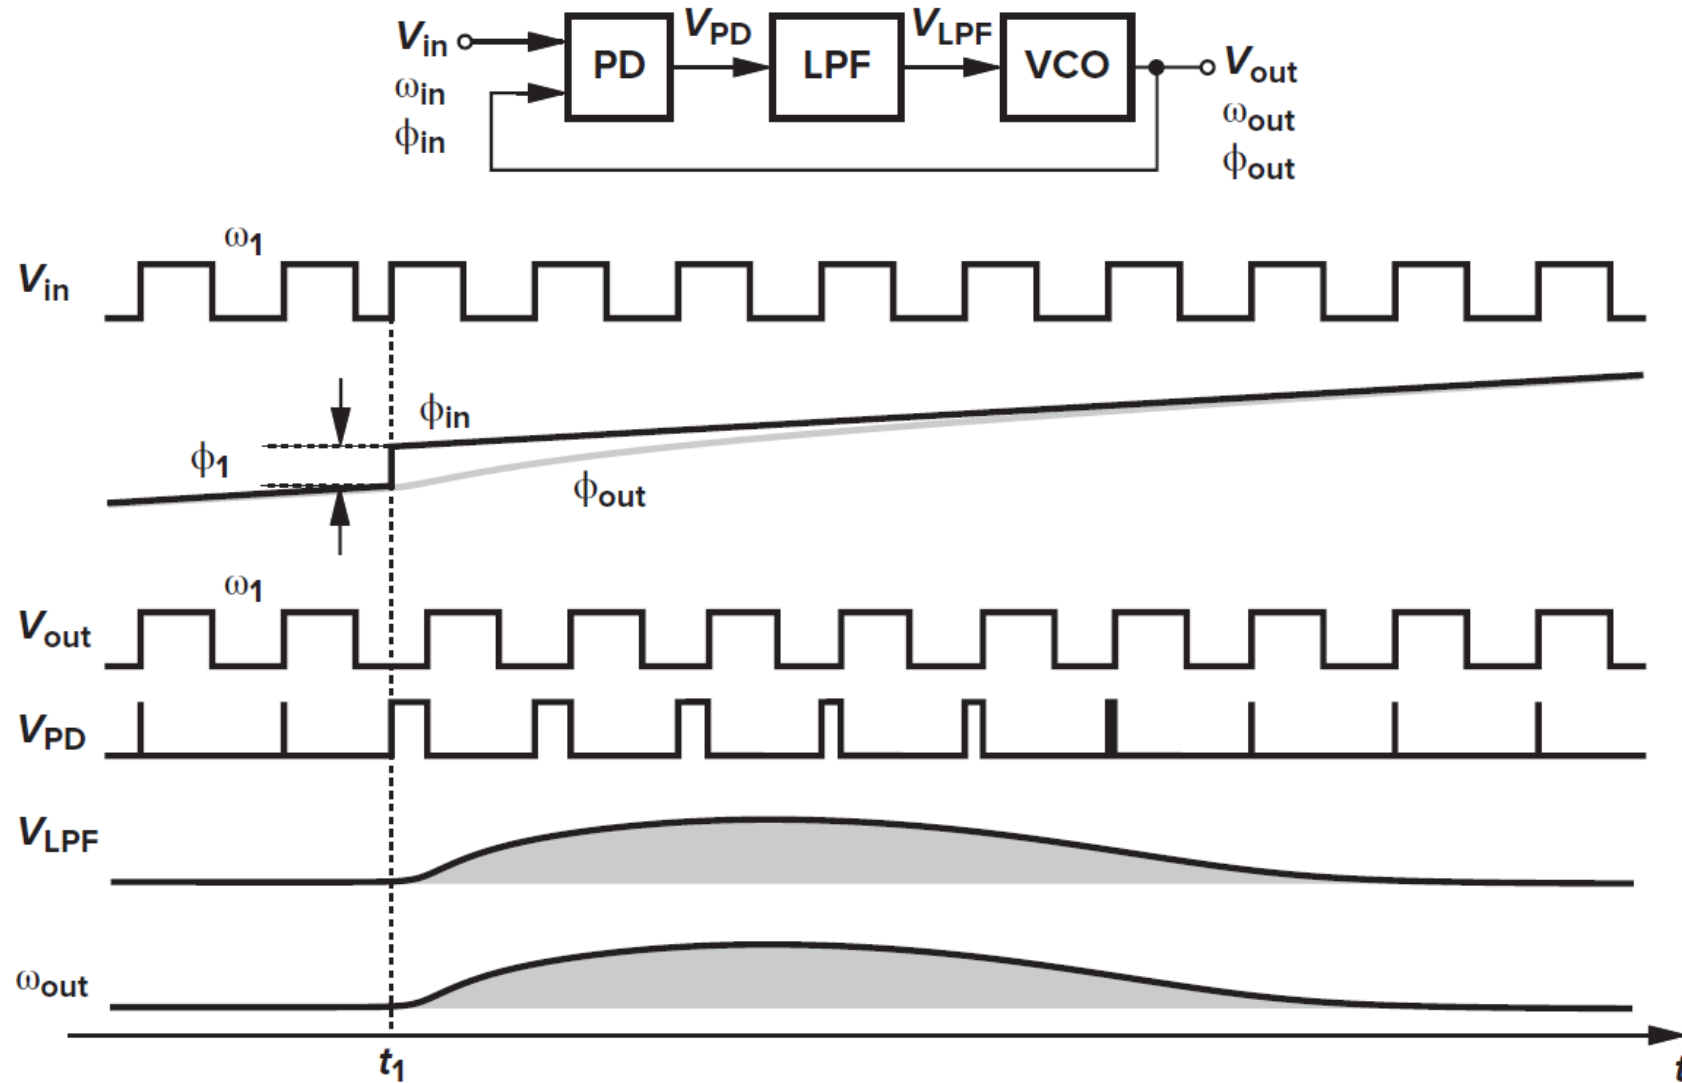 V_in PD V_PD LPF V_LPF VCO V_out
ω_in ω_out
ϕ_in ϕ_out
ω_1
V_in
ϕ_in
ϕ_1
ϕ_out
ω_1
V_out
V_PD
V_LPF
ω_out
t_1 t